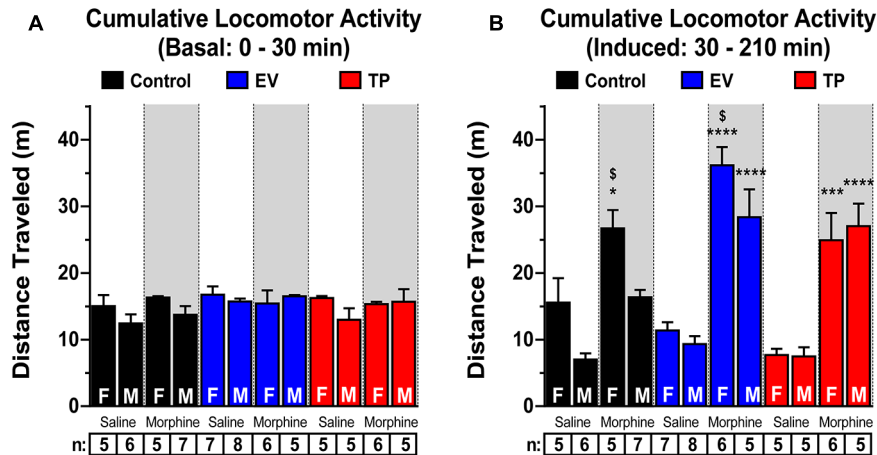 A
Cumulative Locomotor Activity
(Basal: 0 - 30 min)
Control EV TP
Distance Traveled (m)
40
30
20
10
0
F M F M F M F M F M F M
Saline Morphine Saline Morphine Saline Morphine
n: 5 6 5 7 7 8 6 5 5 5 6 5
B
Cumulative Locomotor Activity
(Induced: 30 - 210 min)
Control EV TP
Distance Traveled (m)
40
30
20
10
0
$
* 
$
****
****
***
****
F M F M F M F M F M F M
Saline Morphine Saline Morphine Saline Morphine
n: 5 6 5 7 7 8 6 5 5 5 6 5